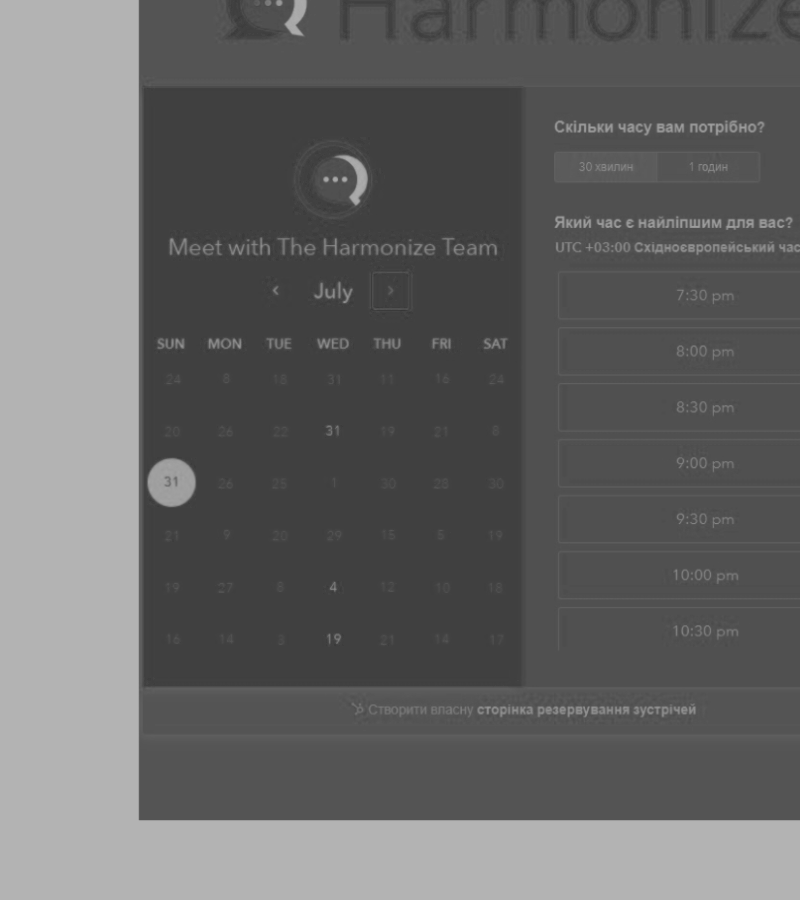 Harmonize
Meet with The Harmonize Team
July
SUN MON TUE WED THU FRI SAT
24 8 18 31 11 16 24
20 26 22 31 19 21 8
31 26 25 1 30 28 30
21 9 20 29 15 5 19
19 27 8 4 12 10 18
16 14 3 19 21 14 17
Скільки часу вам потрібно?
30 хвилин 1 годин
Який час є найліпшим для вас?
UTC +03:00 Східноєвропейський час
7:30 pm
8:00 pm
8:30 pm
9:00 pm
9:30 pm
10:00 pm
10:30 pm
Створити власну сторінка резервування зустрічей